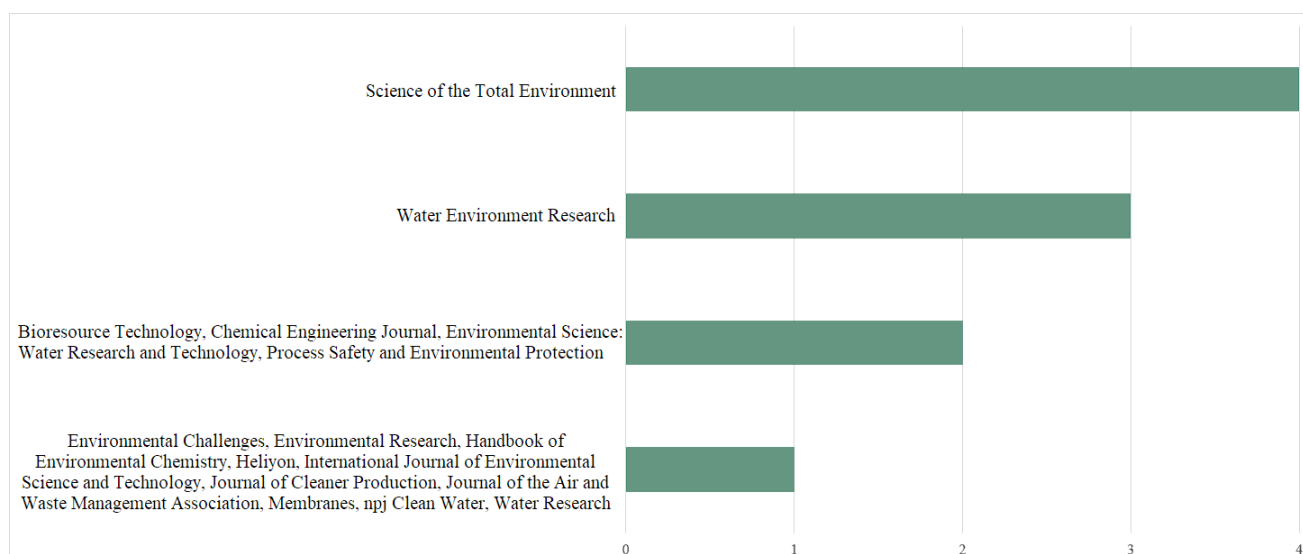 Science of the Total Environment
Water Environment Research
Bioresource Technology, Chemical Engineering Journal, Environmental Science:
Water Research and Technology, Process Safety and Environmental Protection
Environmental Challenges, Environmental Research, Handbook of
Environmental Chemistry, Heliyon, International Journal of Environmental
Science and Technology, Journal of Cleaner Production, Journal of the Air and
Waste Management Association, Membranes, npj Clean Water, Water Research
0 1 2 3 4